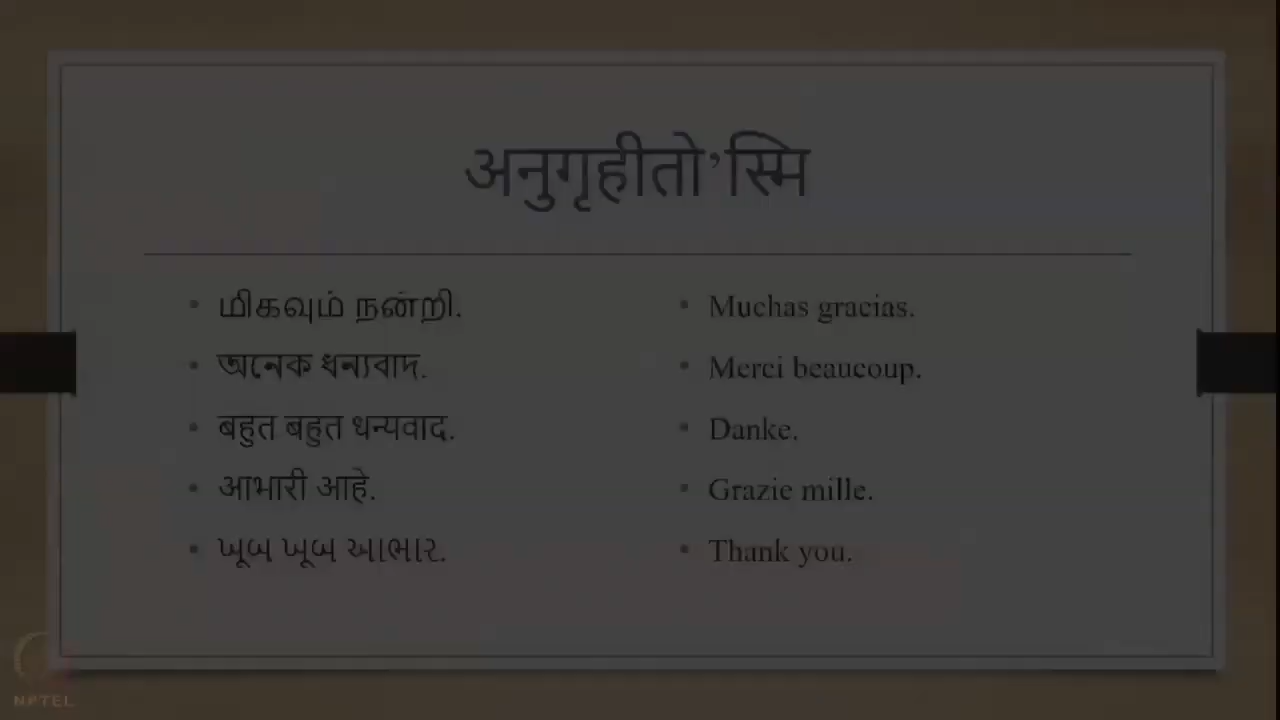 अनुगृहीतो’स्मि
• மிகவும் நன்றி.
• অনেক ধন্যবাদ.
• बहुत बहुत धन्यवाद.
• आभारी आहे.
• ખૂબ ખૂબ આભાર.
• Muchas gracias.
• Merci beaucoup.
• Danke.
• Grazie mille.
• Thank you.
NPTEL